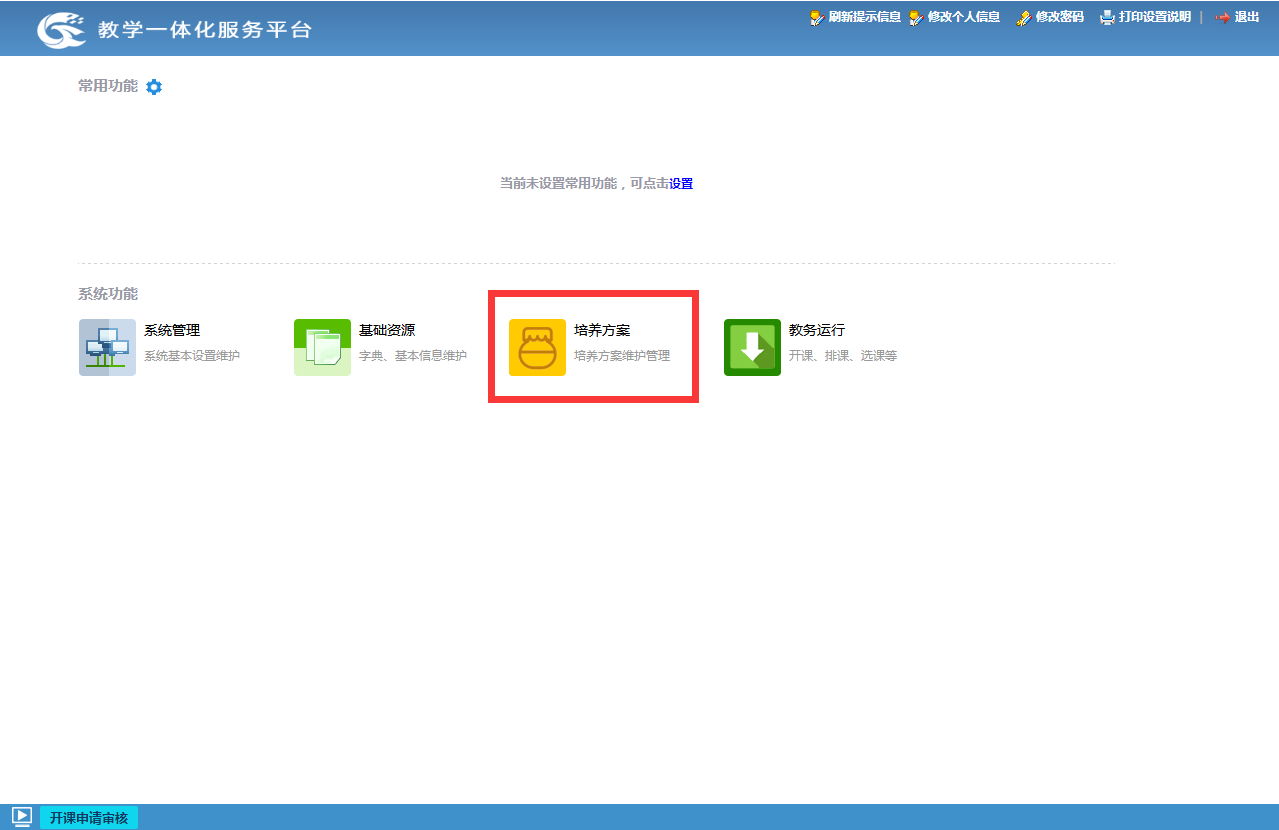 教学一体化服务平台
刷新提示信息 修改个人信息 修改密码 打印设置说明 | 退出
常用功能
当前未设置常用功能，可点击设置
系统功能
系统管理
系统基本设置维护
基础资源
字典、基本信息维护
培养方案
培养方案维护管理
教务运行
开课、排课、选课等
开课申请审核